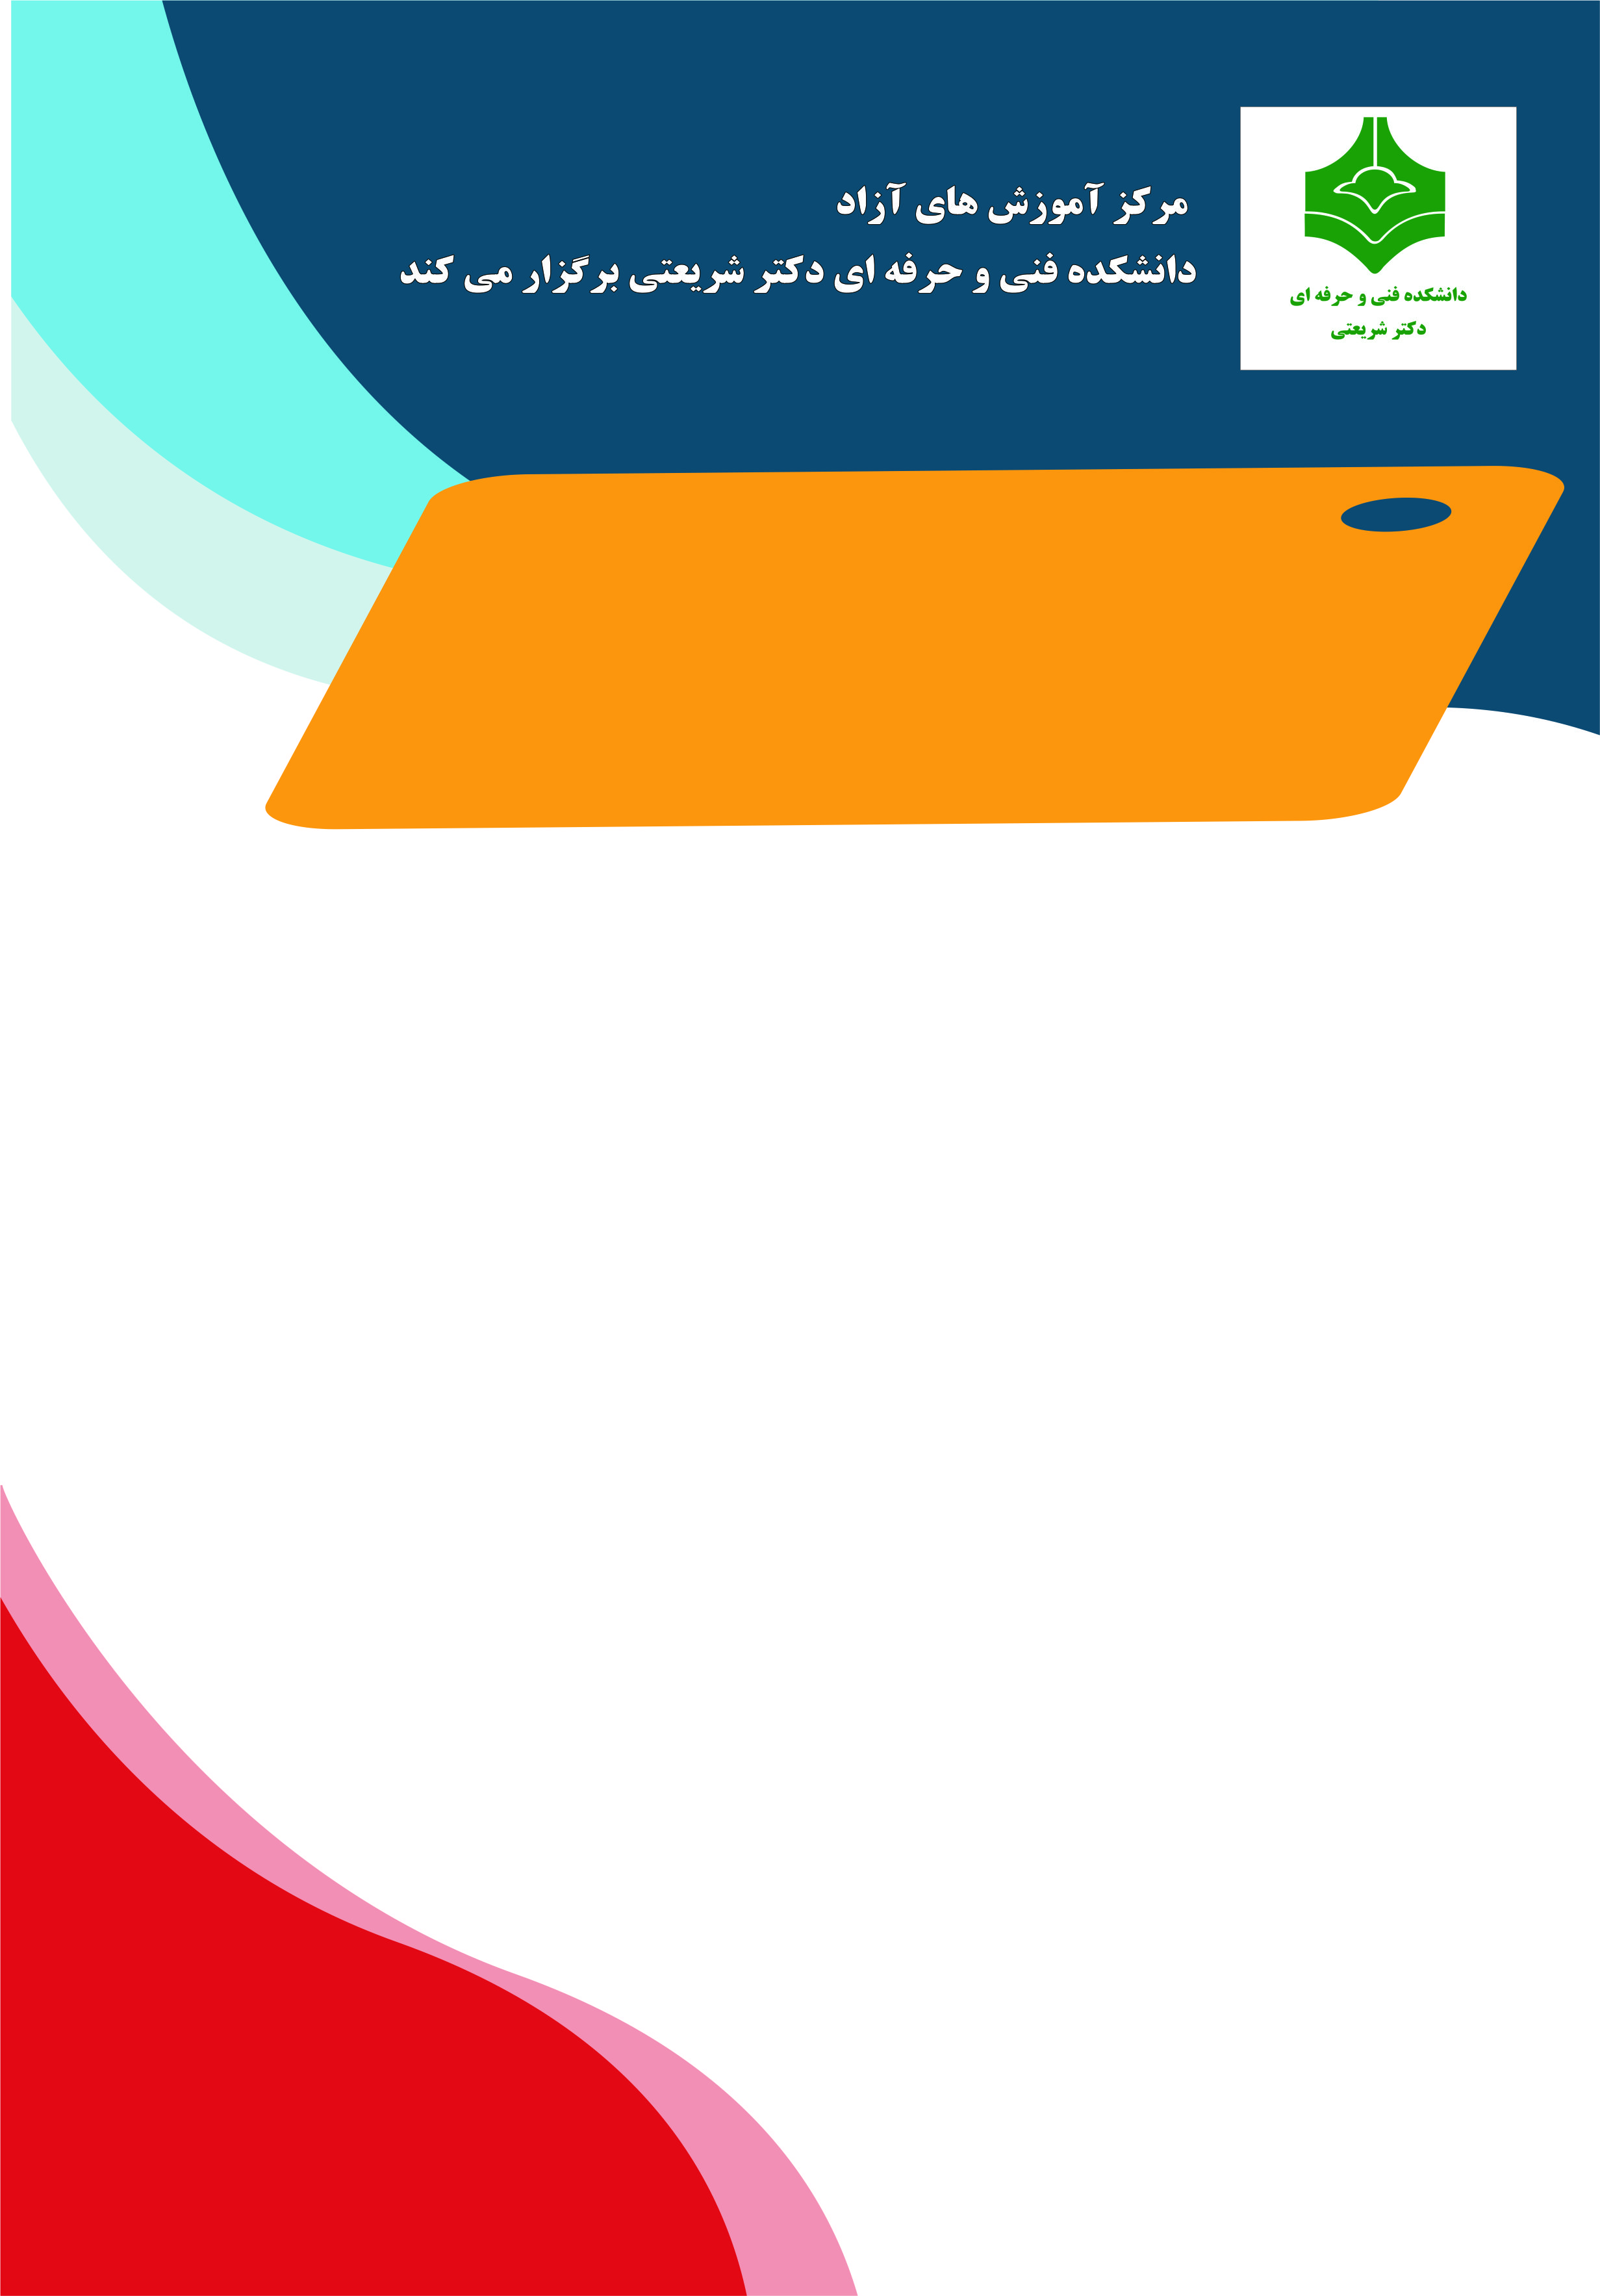 مرکز آموزش های آزاد
دانشکده فنی و حرفه ای دکتر شریعتی برگزار می کند
دانشکده فنی و حرفه ای
دکتر شریعتی